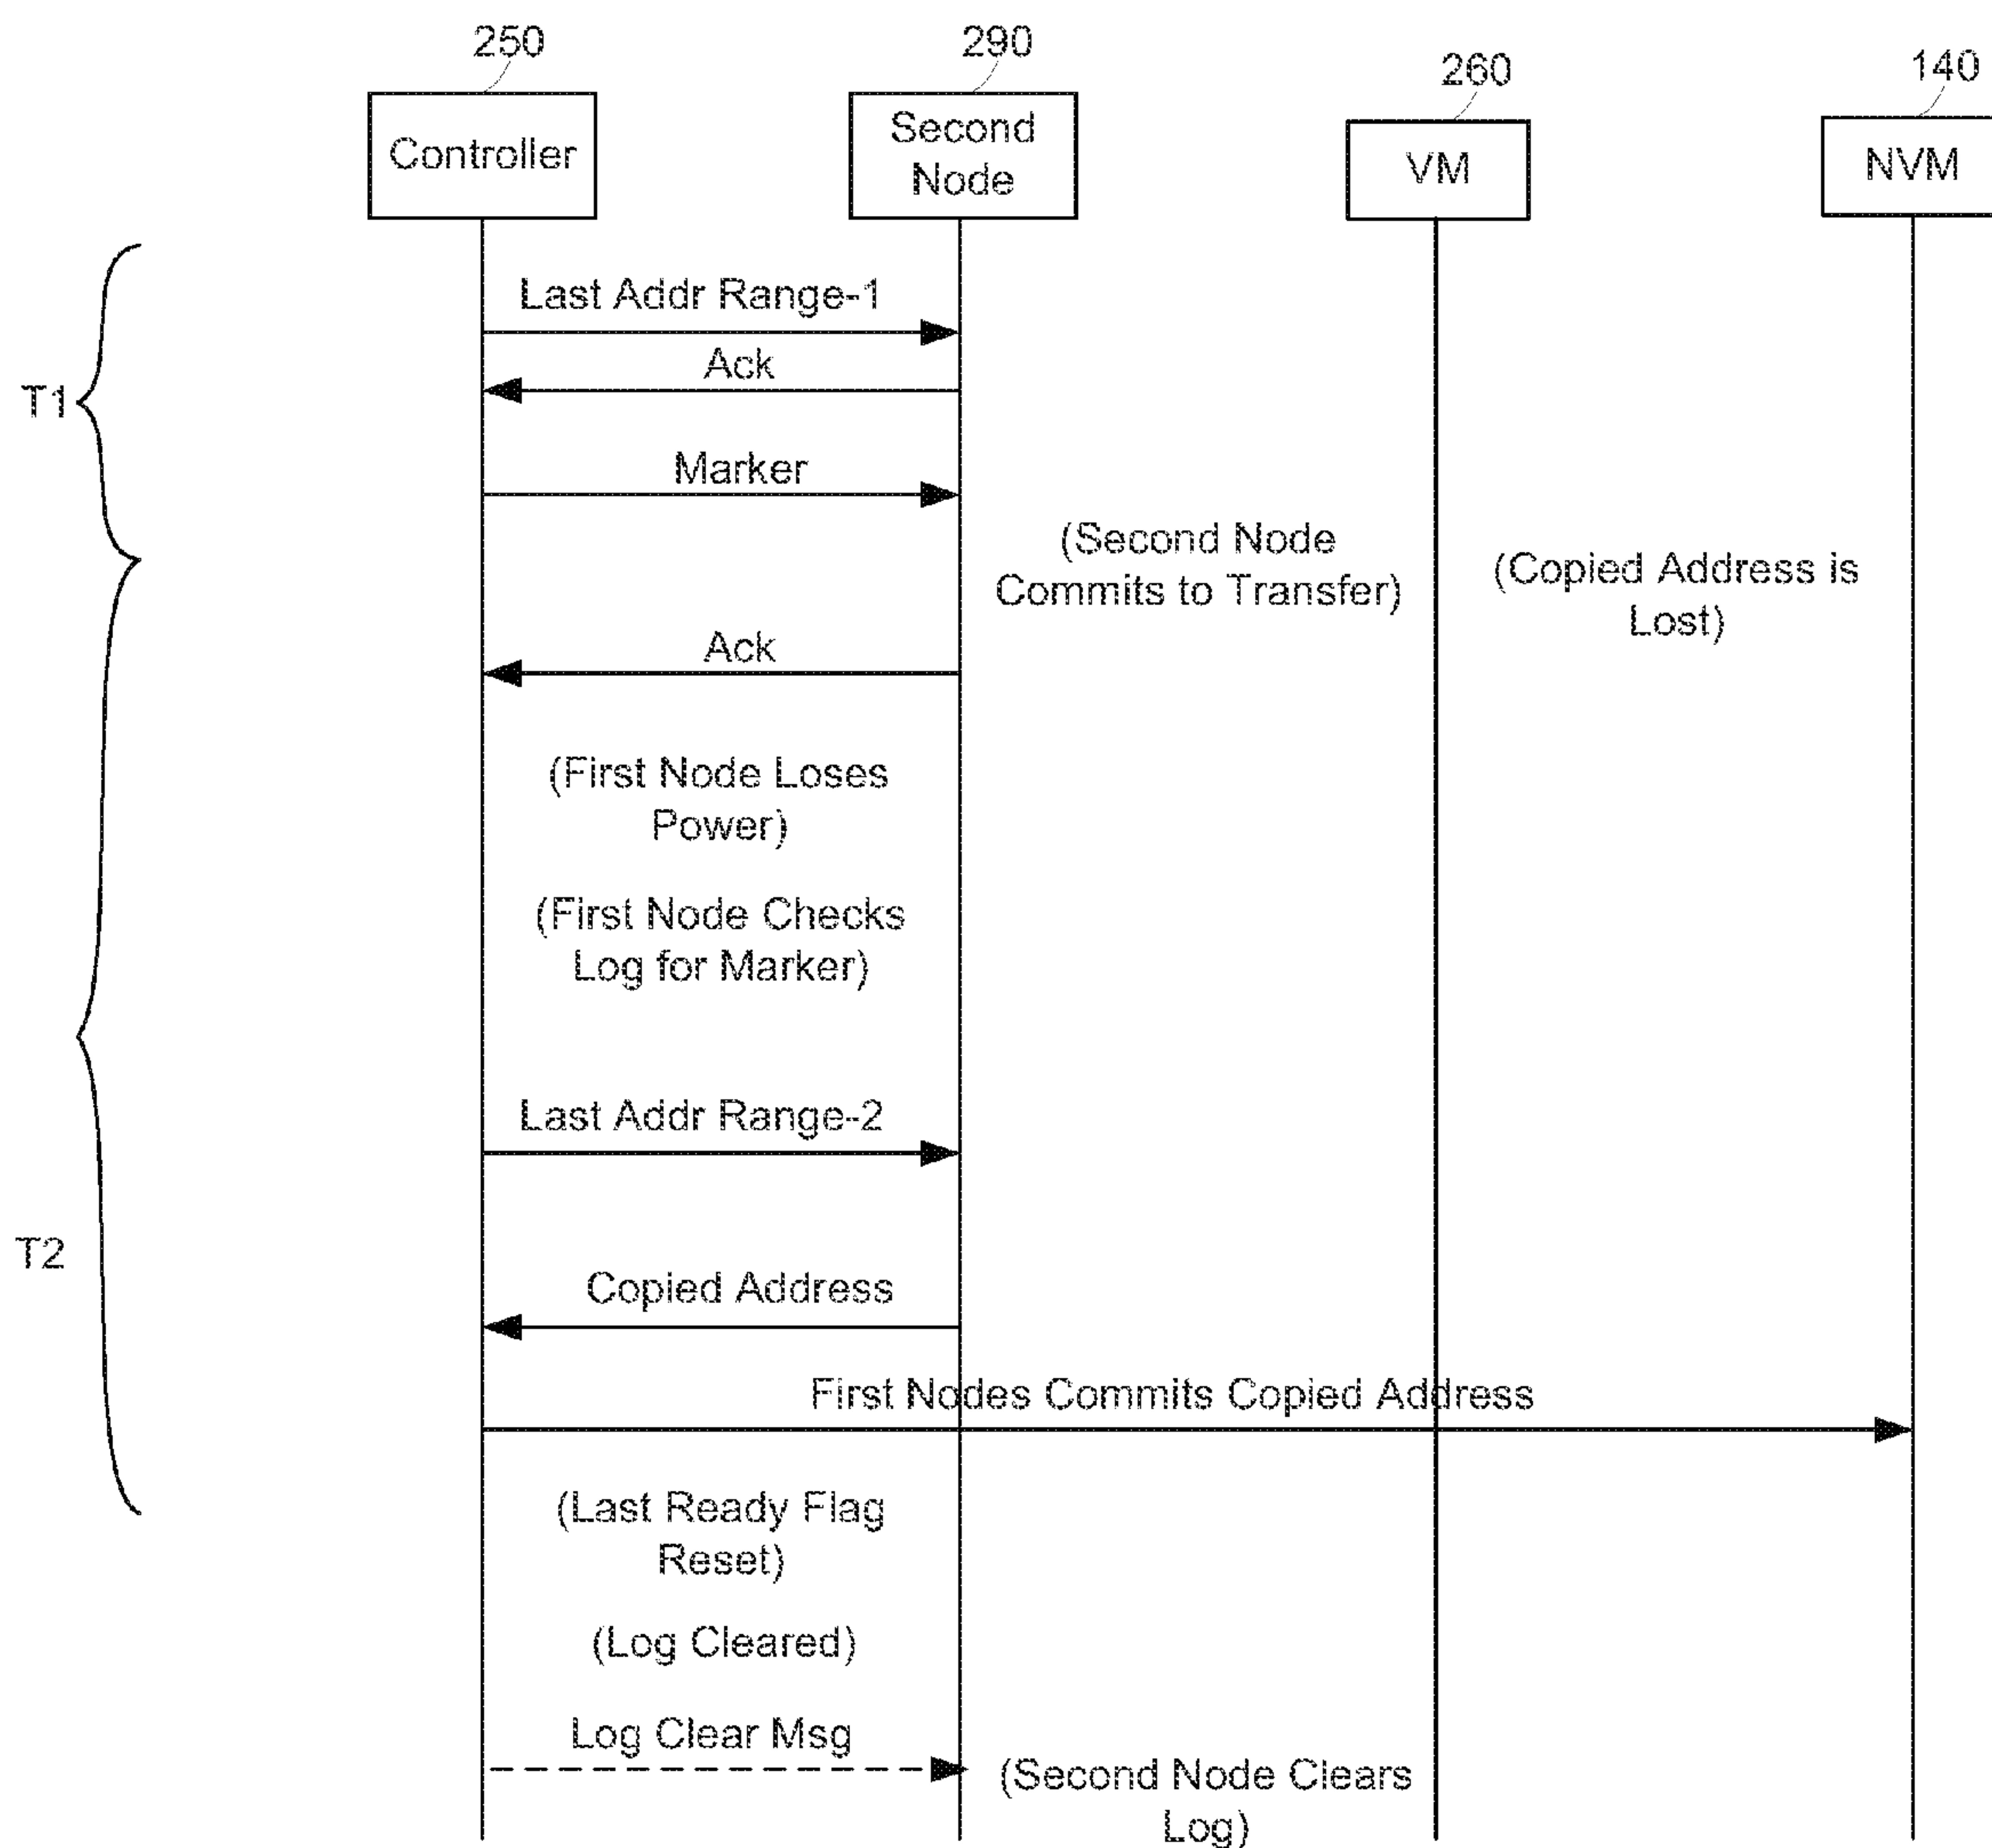 250
290
260
140
Controller
Second
Node
VM
NVM
Last Addr Range-1
Ack
T1
Marker
(Second Node
Commits to Transfer)
(Copied Address is
Lost)
Ack
(First Node Loses
Power)
(First Node Checks
Log for Marker)
Last Addr Range-2
T2
Copied Address
First Nodes Commits Copied Address
(Last Ready Flag
Reset)
(Log Cleared)
Log Clear Msg
(Second Node Clears
Log)